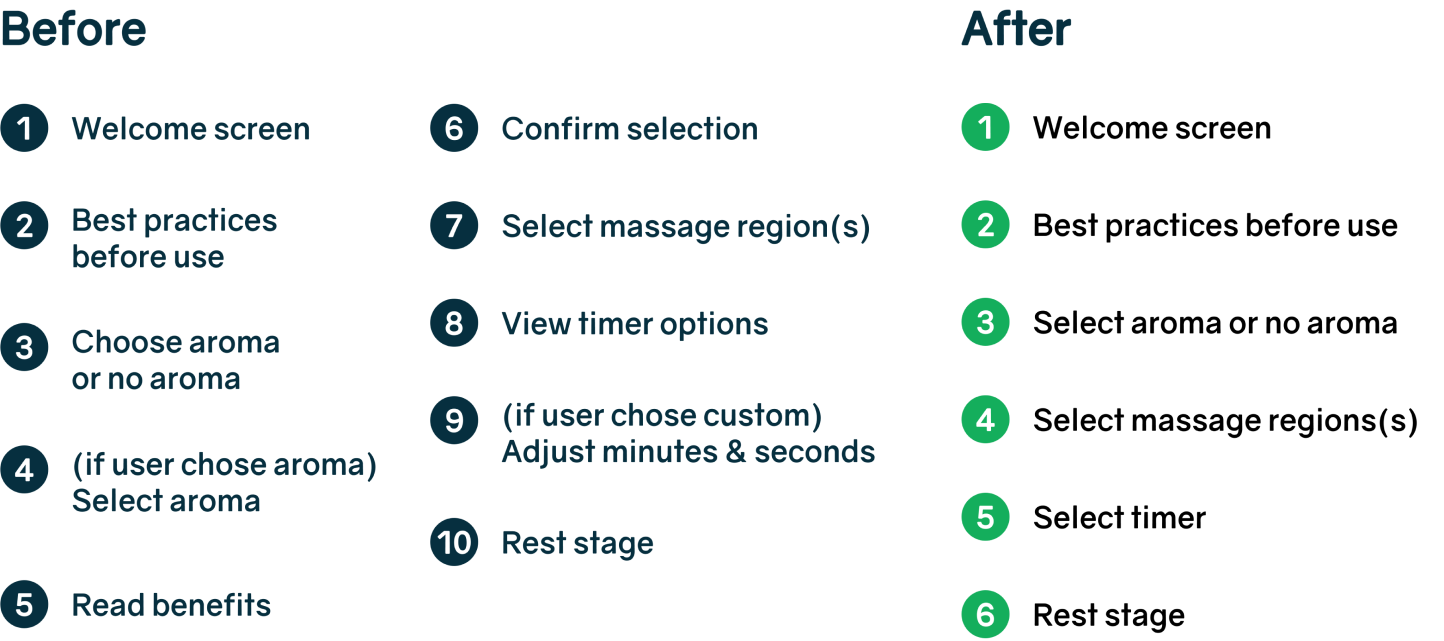 Before
1 Welcome screen
2 Best practices
before use
3 Choose aroma
or no aroma
4 (if user chose aroma)
Select aroma
5 Read benefits
6 Confirm selection
7 Select massage region(s)
8 View timer options
9 (if user chose custom)
Adjust minutes & seconds
10 Rest stage
After
1 Welcome screen
2 Best practices before use
3 Select aroma or no aroma
4 Select massage regions(s)
5 Select timer
6 Rest stage